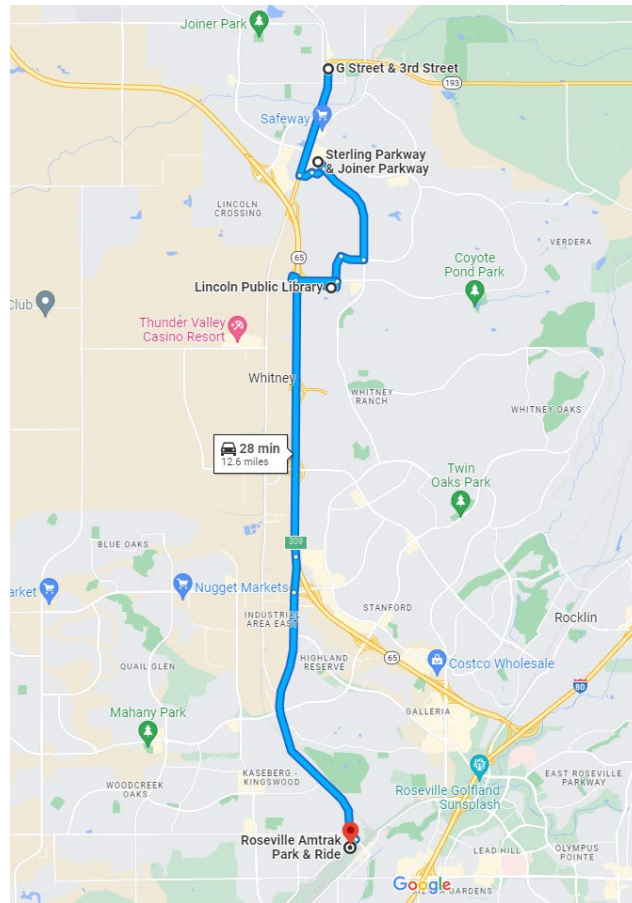 Joiner Park
G Street & 3rd Street
193
Safeway
Sterling Parkway
& Joiner Parkway
LINCOLN
CROSSING
VERDERA
65
Coyote
Pond Park
Lincoln Public Library
Club
Thunder Valley
Casino Resort
Whitney
WHITNEY
RANCH
WHITNEY OAKS
28 min
12.6 miles
Twin
Oaks Park
309
BLUE OAKS
arket
Nugget Markets
STANFORD
INDUSTRIAL
AREA EAST
Rocklin
HIGHLAND
RESERVE
65
Costco Wholesale
QUAIL GLEN
80
GALLERIA
Mahany Park
KASEBERG -
KINGSWOOD
WOODCREEK
OAKS
Roseville Golfland
Sunsplash
EAST ROSEVILLE
PARKWAY
Roseville Amtrak
Park & Ride
LEAD HILL
OLYMPUS
POINTE
Google
GARDENS